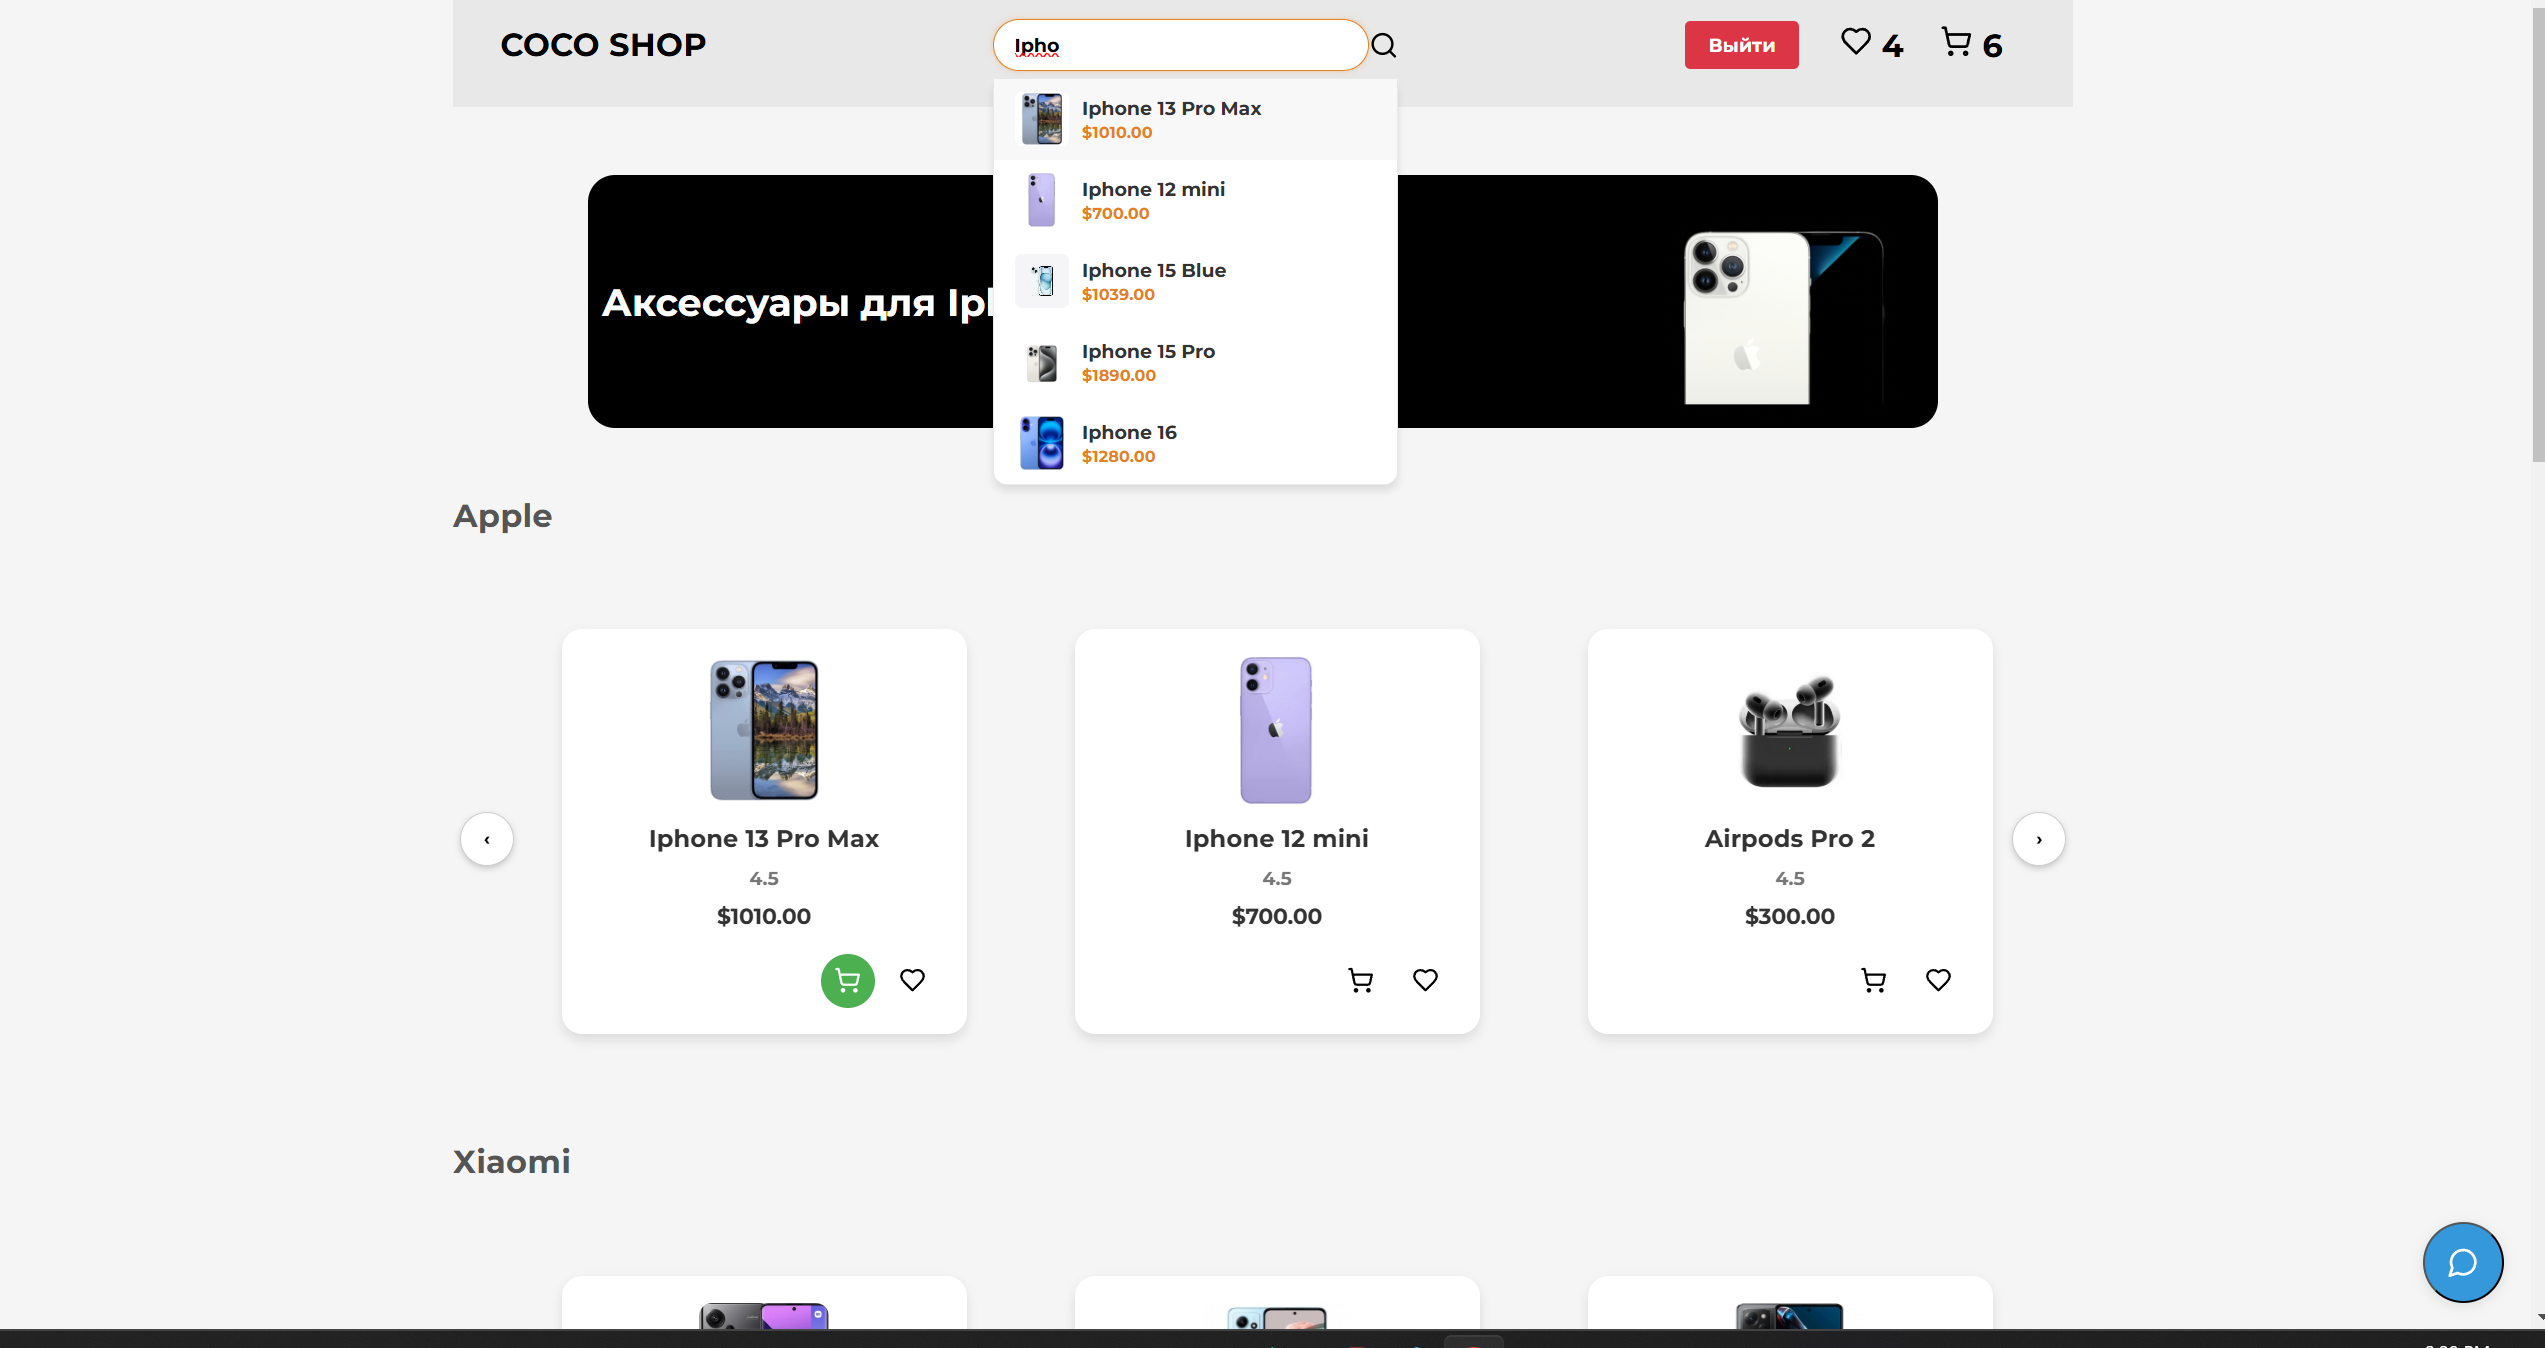 COCO SHOP
Ipho
Выйти
4
6
Iphone 13 Pro Max
$1010.00
Iphone 12 mini
$700.00
Iphone 15 Blue
$1039.00
Iphone 15 Pro
$1890.00
Iphone 16
$1280.00
Аксессуары для Iph
Apple
‹
Iphone 13 Pro Max
4.5
$1010.00
Iphone 12 mini
4.5
$700.00
Airpods Pro 2
4.5
$300.00
›
Xiaomi